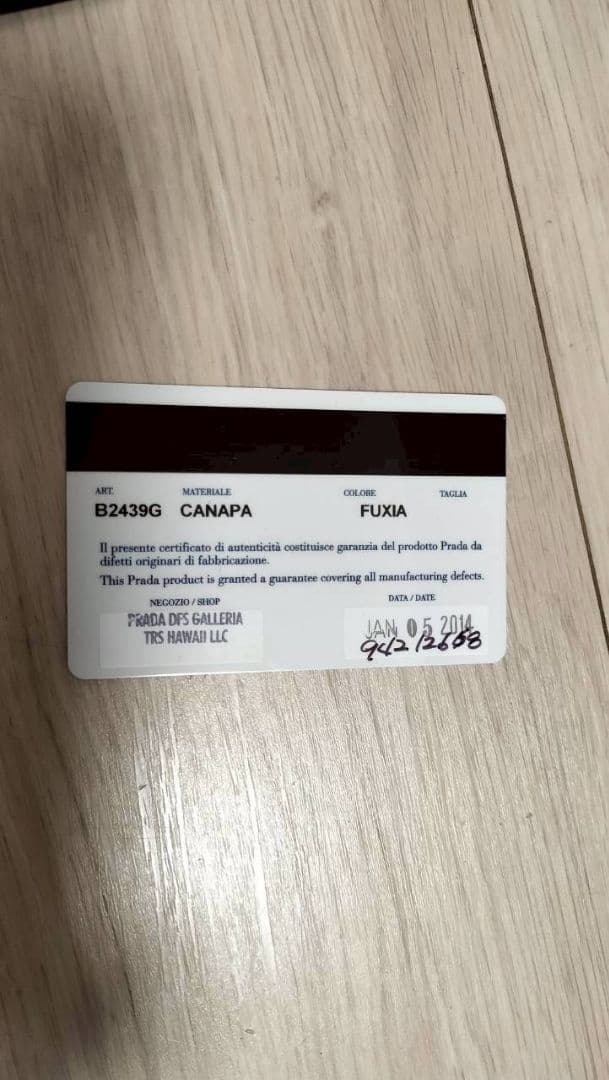 ART. MATERIALE COLORE TAGLIA
B2439G CANAPA FUXIA
Il presente certificato di autenticità costituisce garanzia del prodotto Prada da
difetti originari di fabbricazione.
This Prada product is granted a guarantee covering all manufacturing defects.
NEGOZIO / SHOP DATA / DATE
PRADA DFS GALLERIA JAN 05 2014
TRS HAWAII LLC 942 12668